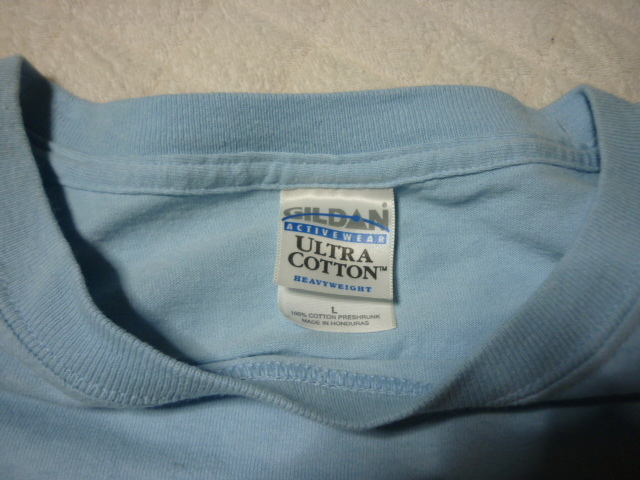 GILDAN®
ACTIVEWEAR
ULTRA
COTTON™
HEAVYWEIGHT
L
100% COTTON PRESHRUNK
MADE IN HONDURAS